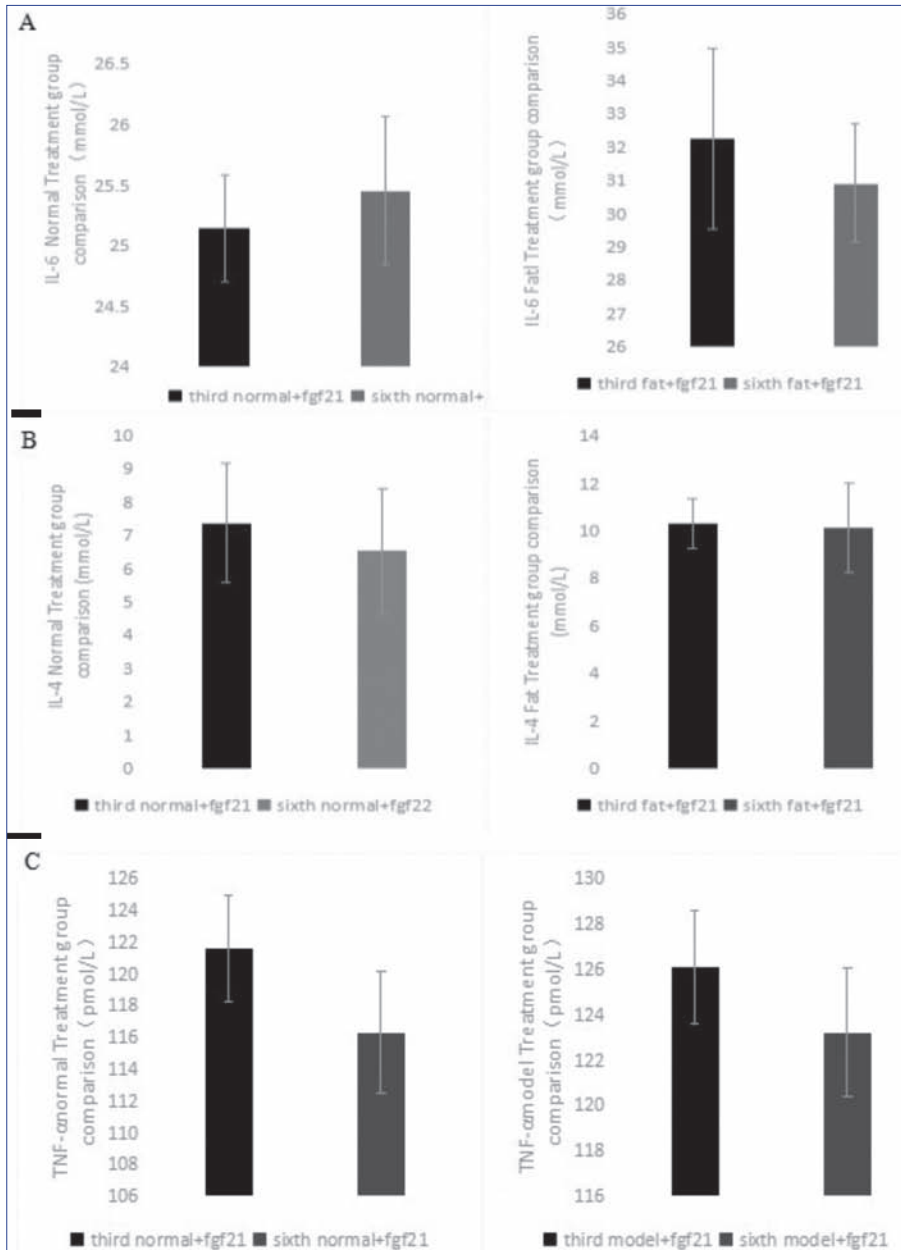 A
IL-6 Normal Treatment group
comparison (mmol/L)
26.5
26
25.5
25
24.5
24
third normal+fgf21 sixth normal+
IL-6 Fatl Treatment group comparison
(mmol/L)
36
35
34
33
32
31
30
29
28
27
26
third fat+fgf21 sixth fat+fgf21
B
IL-4 Normal Treatment group
comparison (mmol/L)
10
9
8
7
6
5
4
3
2
1
0
third normal+fgf21 sixth normal+fgf22
IL-4 Fat Treatment group comparison
(mmol/L)
14
12
10
8
6
4
2
0
third fat+fgf21 sixth fat+fgf21
C
TNF-αnormal Treatment group
comparison (pmol/L)
126
124
122
120
118
116
114
112
110
108
106
third normal+fgf21 sixth normal+fgf21
TNF-αmodel Treatment group
comparison (pmol/L)
130
128
126
124
122
120
118
116
third model+fgf21 sixth model+fgf21